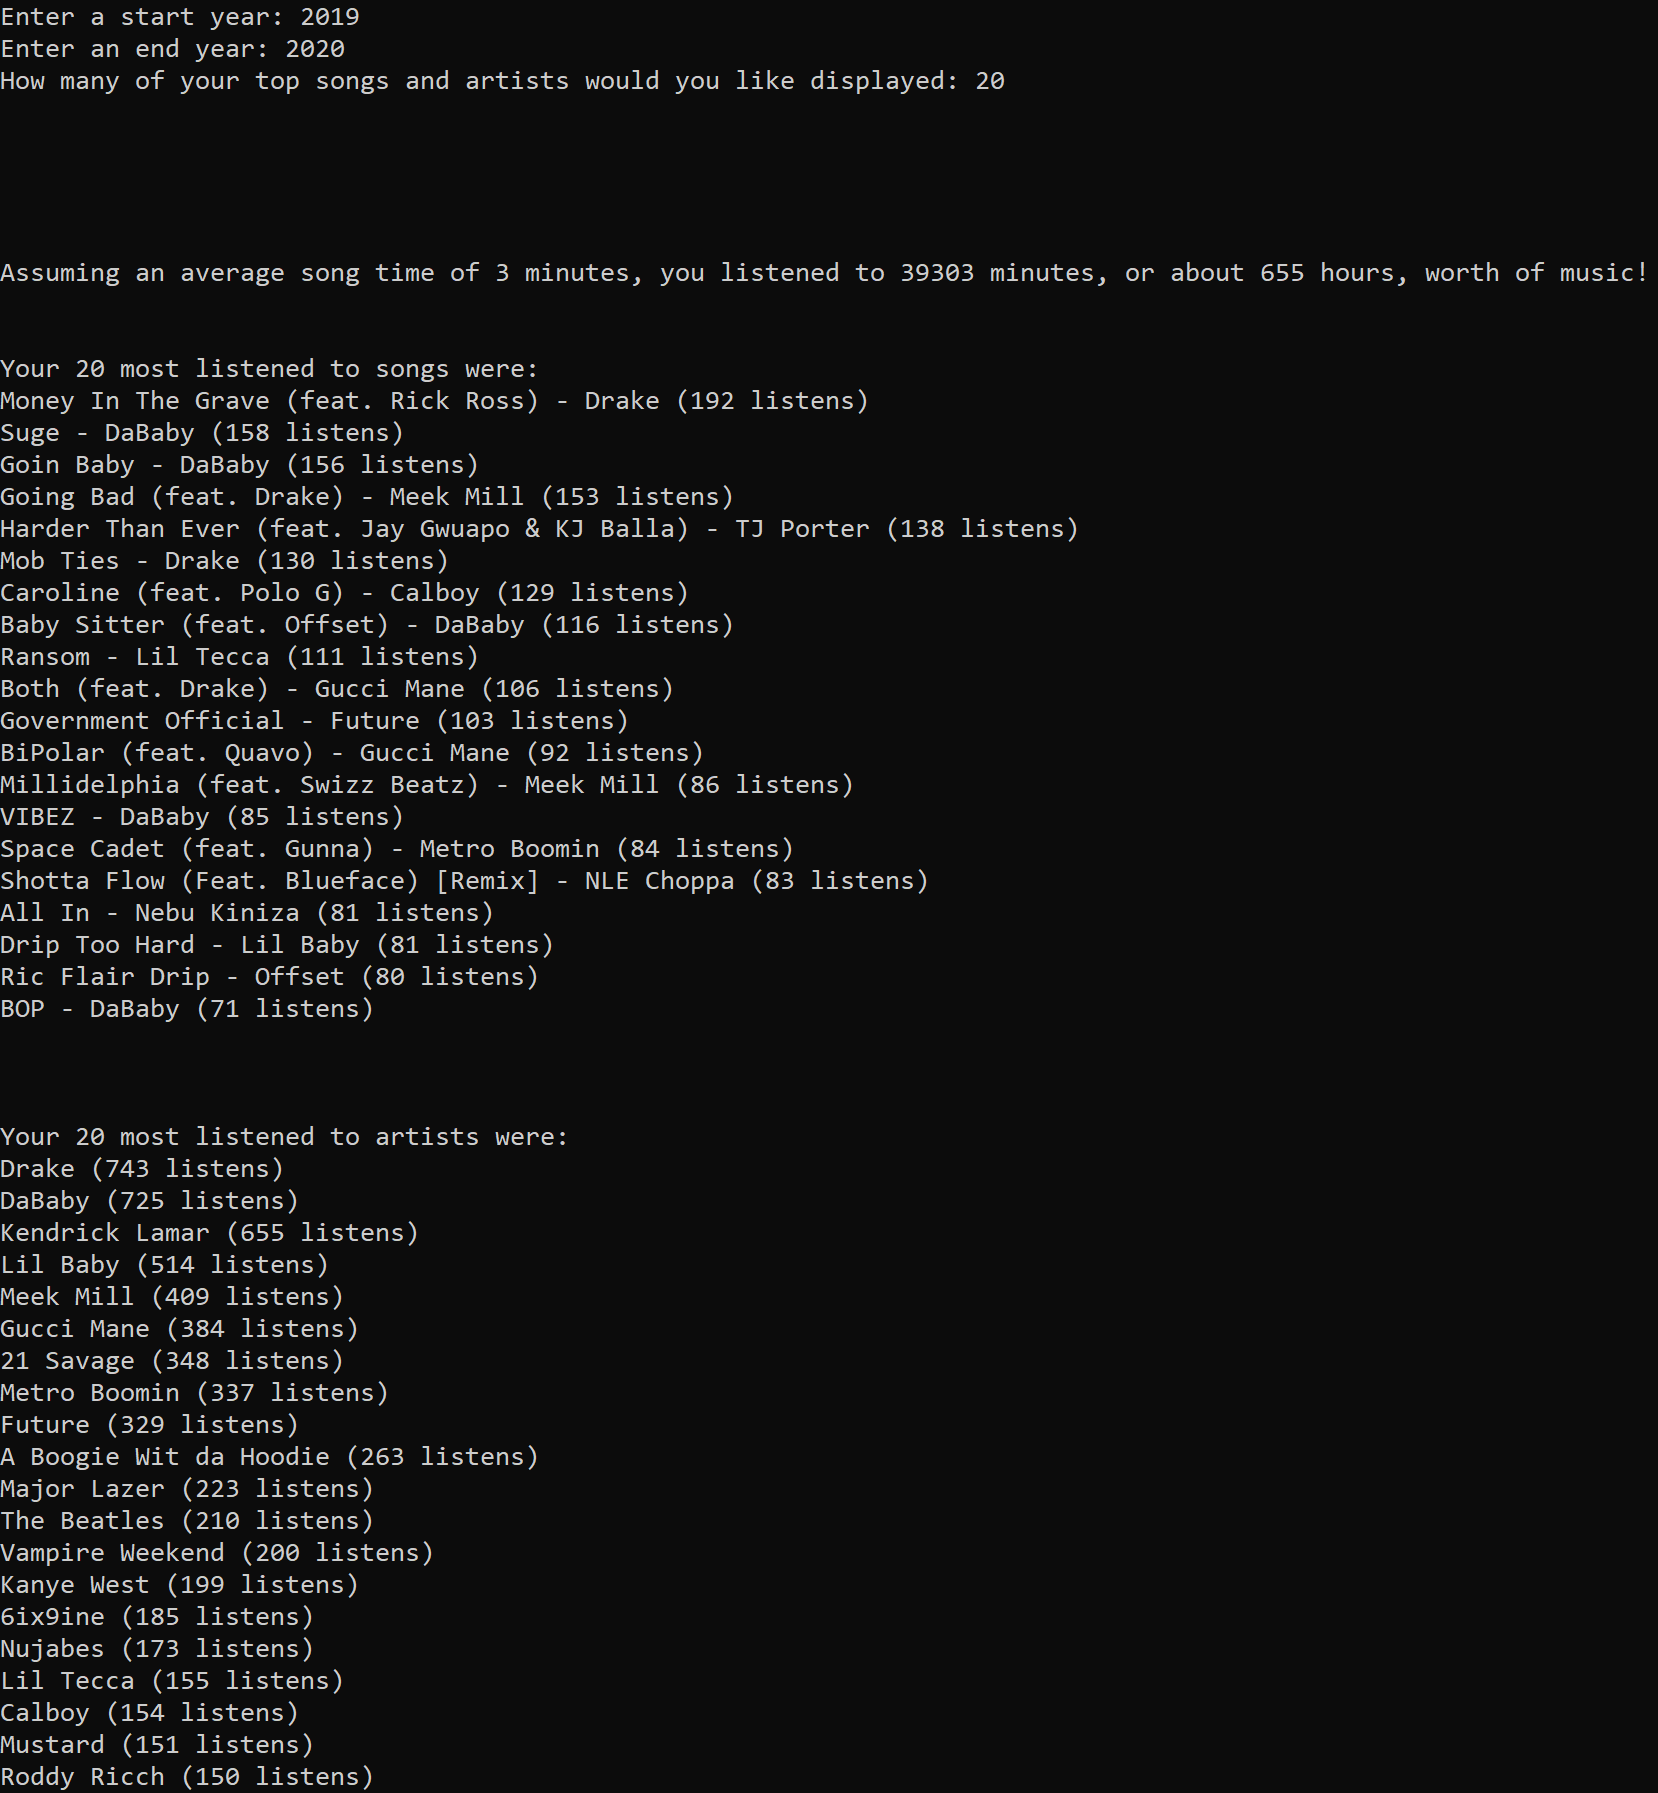 Enter a start year: 2019
Enter an end year: 2020
How many of your top songs and artists would you like displayed: 20
Assuming an average song time of 3 minutes, you listened to 39303 minutes, or about 655 hours, worth of music!
Your 20 most listened to songs were:
Money In The Grave (feat. Rick Ross) - Drake (192 listens)
Suge - DaBaby (158 listens)
Goin Baby - DaBaby (156 listens)
Going Bad (feat. Drake) - Meek Mill (153 listens)
Harder Than Ever (feat. Jay Gwuapo & KJ Balla) - TJ Porter (138 listens)
Mob Ties - Drake (130 listens)
Caroline (feat. Polo G) - Calboy (129 listens)
Baby Sitter (feat. Offset) - DaBaby (116 listens)
Ransom - Lil Tecca (111 listens)
Both (feat. Drake) - Gucci Mane (106 listens)
Government Official - Future (103 listens)
BiPolar (feat. Quavo) - Gucci Mane (92 listens)
Millidelphia (feat. Swizz Beatz) - Meek Mill (86 listens)
VIBEZ - DaBaby (85 listens)
Space Cadet (feat. Gunna) - Metro Boomin (84 listens)
Shotta Flow (Feat. Blueface) [Remix] - NLE Choppa (83 listens)
All In - Nebu Kiniza (81 listens)
Drip Too Hard - Lil Baby (81 listens)
Ric Flair Drip - Offset (80 listens)
BOP - DaBaby (71 listens)
Your 20 most listened to artists were:
Drake (743 listens)
DaBaby (725 listens)
Kendrick Lamar (655 listens)
Lil Baby (514 listens)
Meek Mill (409 listens)
Gucci Mane (384 listens)
21 Savage (348 listens)
Metro Boomin (337 listens)
Future (329 listens)
A Boogie Wit da Hoodie (263 listens)
Major Lazer (223 listens)
The Beatles (210 listens)
Vampire Weekend (200 listens)
Kanye West (199 listens)
6ix9ine (185 listens)
Nujabes (173 listens)
Lil Tecca (155 listens)
Calboy (154 listens)
Mustard (151 listens)
Roddy Ricch (150 listens)